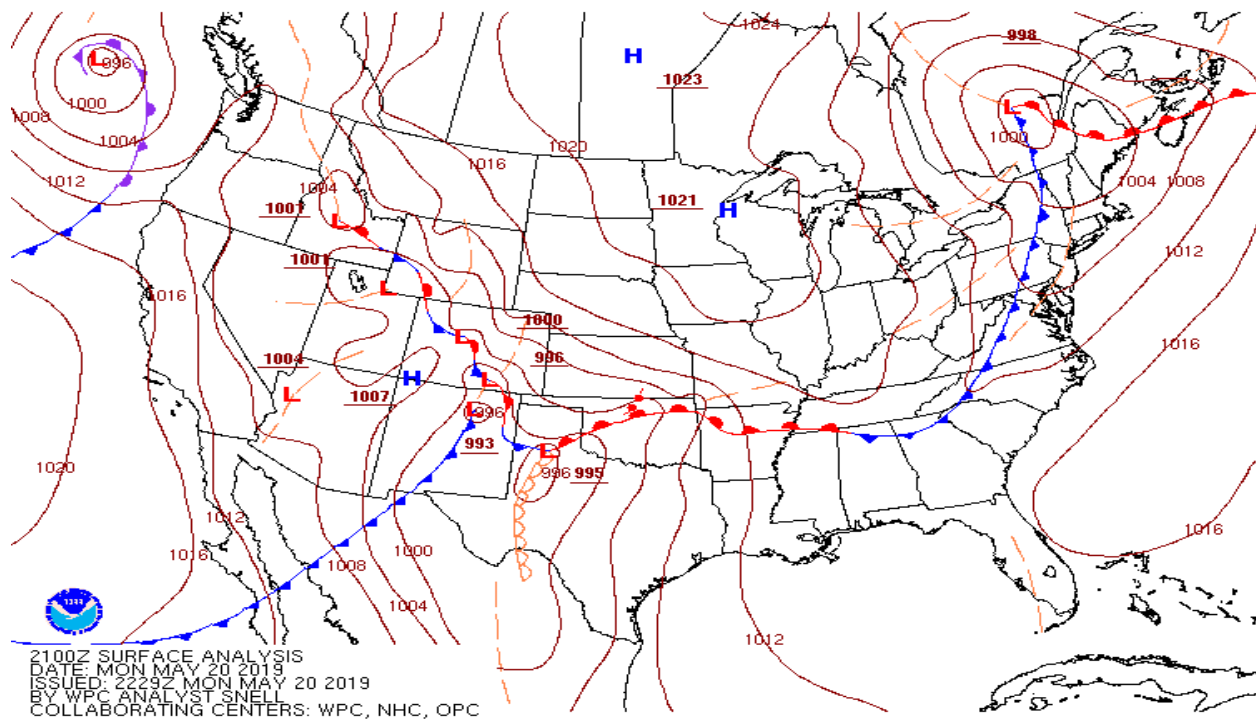 1024
998
H
L
996
1023
1000
1008
L
1004
1000
1020
1016
1004
1008
1012
1004
1021
H
1001
L
1012
1001
L
1016
1000
1016
L
996
1004
H
L
L
1007
L
996
993
L
996
995
1020
1012
1016
1016
1008
1000
1004
1012
2100Z SURFACE ANALYSIS
DATE: MON MAY 20 2019
ISSUED: 2229Z MON MAY 20 2019
BY WPC ANALYST SNELL
COLLABORATING CENTERS: WPC, NHC, OPC